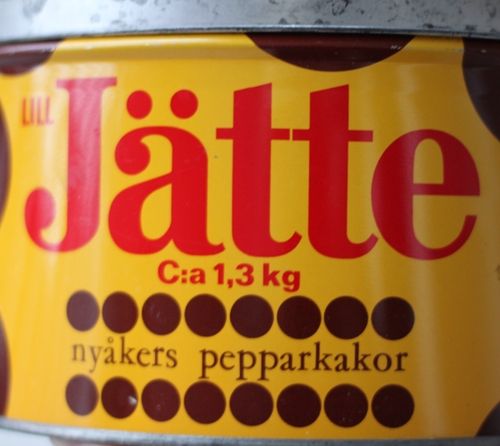 LILL
Jätte
C:a 1,3 kg
nyåkers pepparkakor